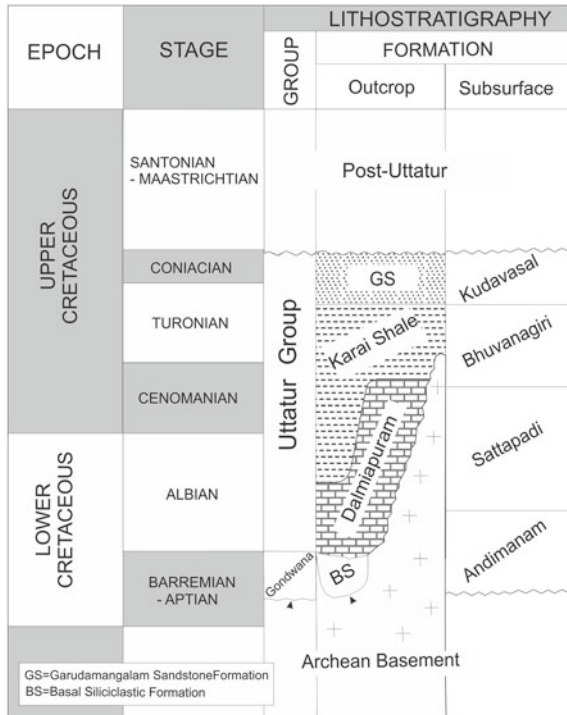 LITHOSTRATIGRAPHY
EPOCH
STAGE
GROUP
FORMATION
Outcrop
Subsurface
UPPER
CRETACEOUS
SANTONIAN
- MAASTRICHTIAN
Post-Uttatur
CONIACIAN
GS
Kudavasal
TURONIAN
Uttatur Group
Karai Shale
Bhuvanagiri
CENOMANIAN
Dalmiapuram
Sattapadi
LOWER
CRETACEOUS
ALBIAN
Andimanam
BARREMIAN
- APTIAN
Gondwana
BS
Archean Basement
GS=Garudamangalam SandstoneFormation
BS=Basal Siliciclastic Formation